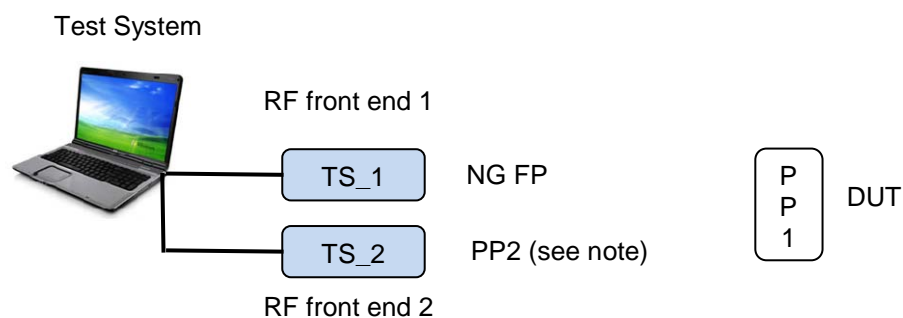 Test System
RF front end 1
TS_1
NG FP
P
P
1
DUT
TS_2
PP2 (see note)
RF front end 2